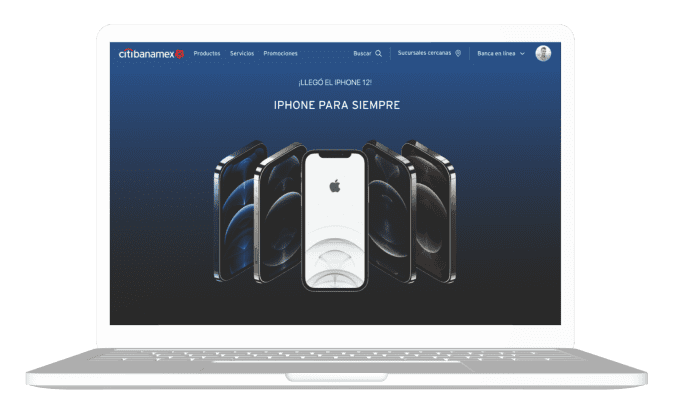 citibanamex Productos Servicios Promociones Buscar Sucursales cercanas Banca en línea
¡LLEGÓ EL IPHONE 12!
IPHONE PARA SIEMPRE